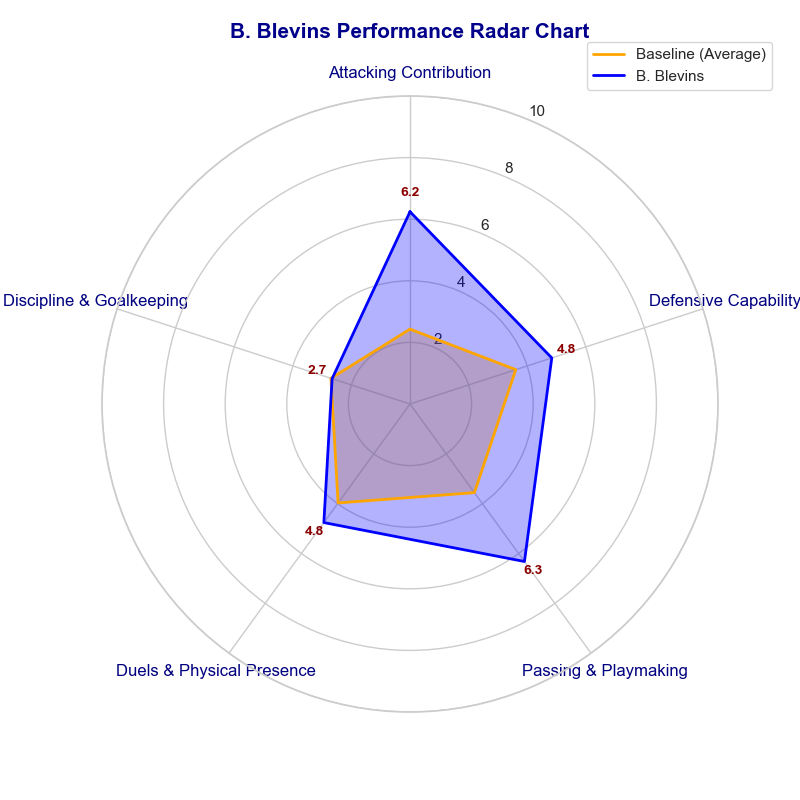 B. Blevins Performance Radar Chart
Baseline (Average)
B. Blevins
Attacking Contribution
10
8
6.2
6
4
Discipline & Goalkeeping
Defensive Capability
2
4.8
2.7
4.8
6.3
Duels & Physical Presence
Passing & Playmaking